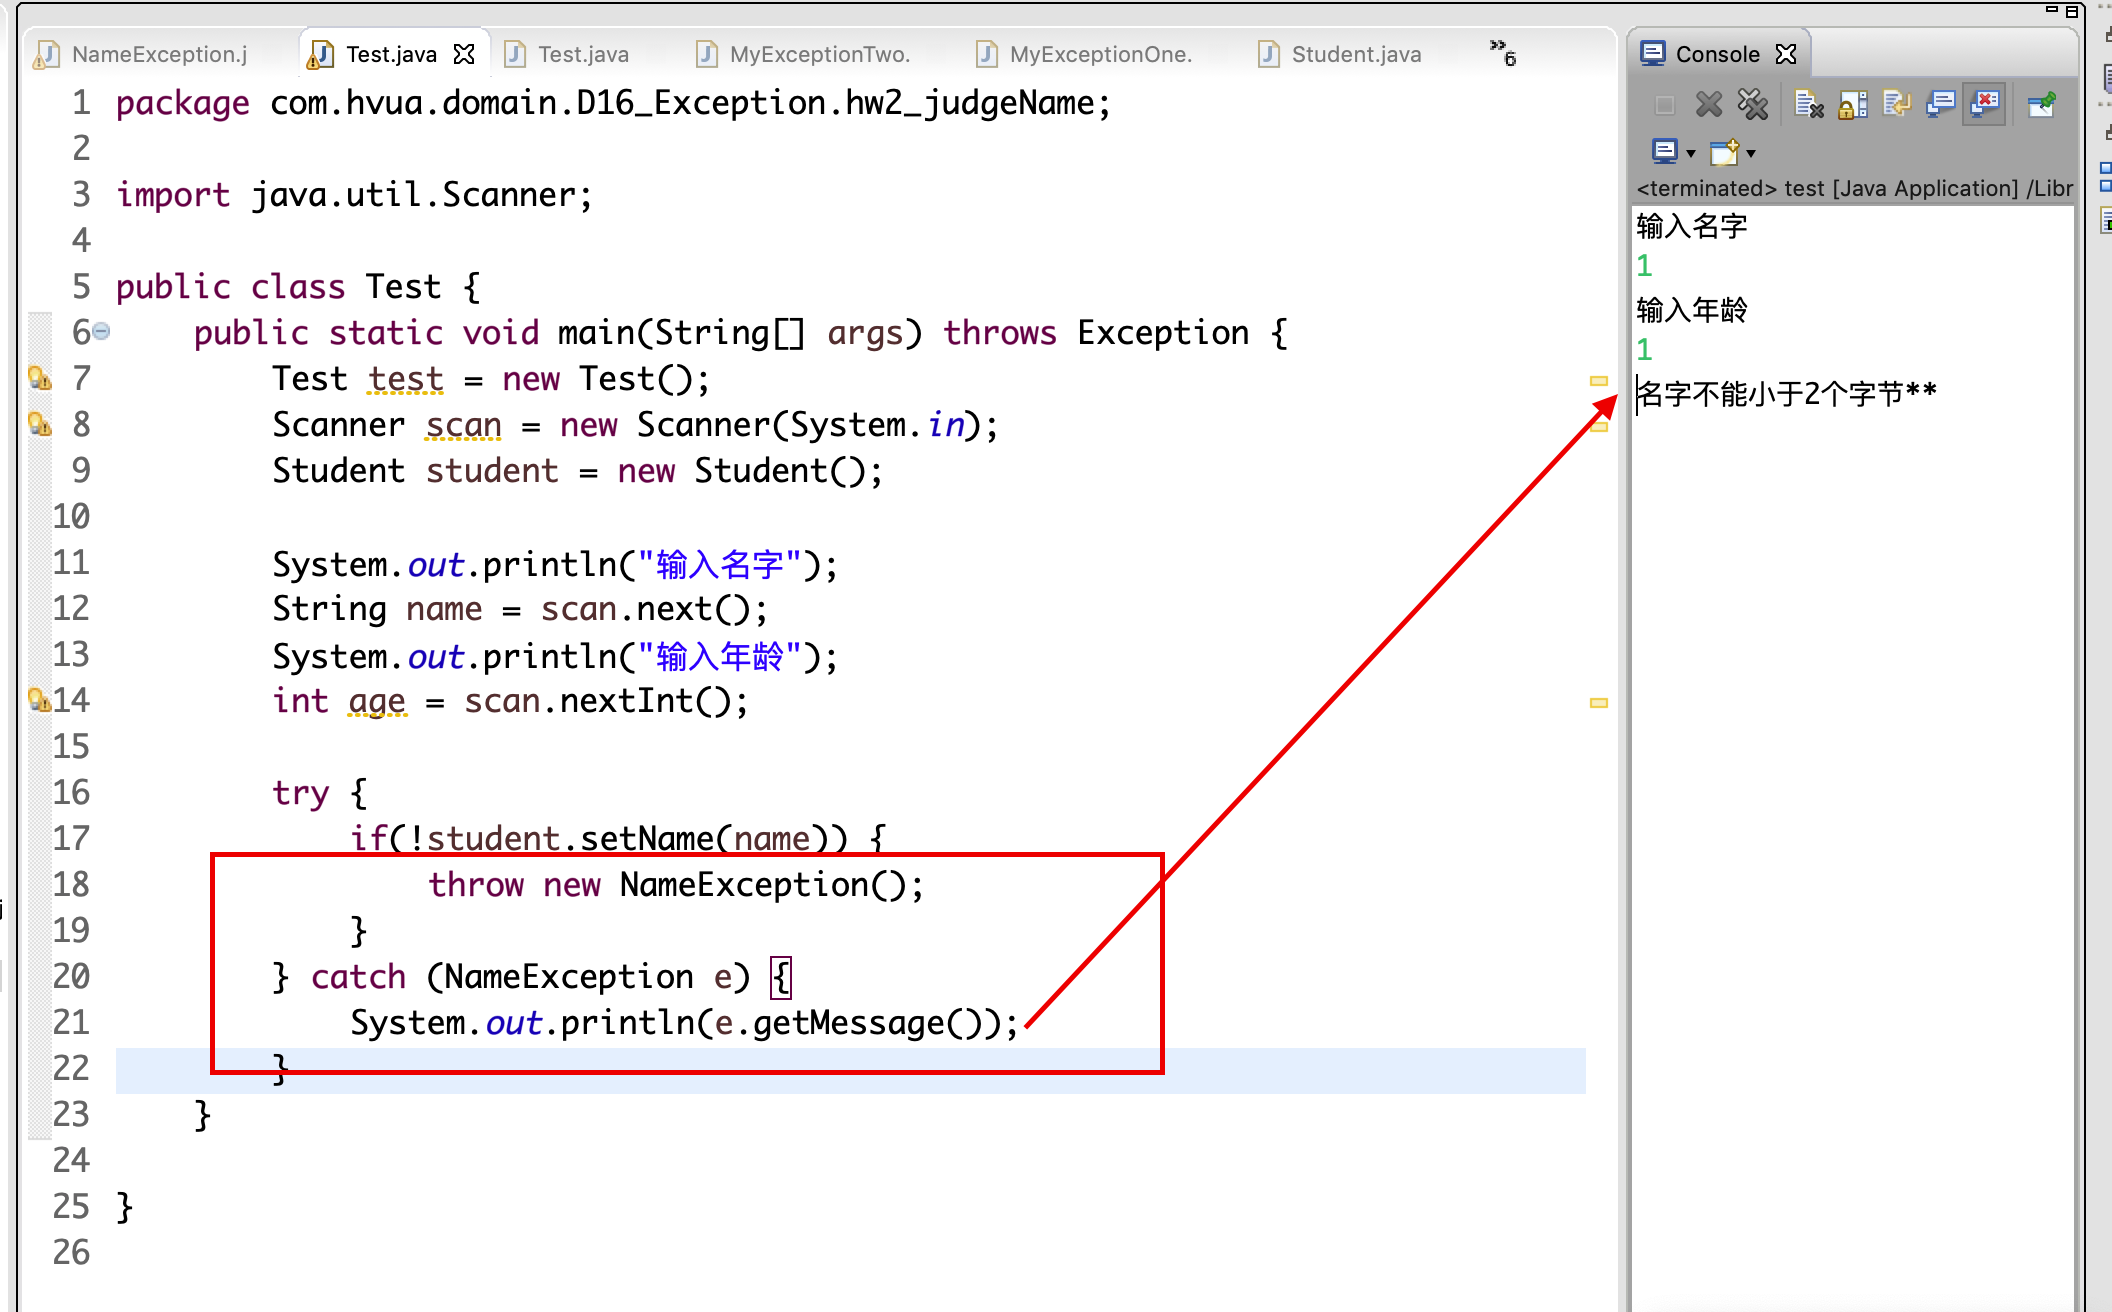 NameException.j Test.java Test.java MyExceptionTwo. MyExceptionOne. Student.java »6
1 package com.hvua.domain.D16_Exception.hw2_judgeName;
2
3 import java.util.Scanner;
4
5 public class Test {
6 public static void main(String[] args) throws Exception {
7 Test test = new Test();
8 Scanner scan = new Scanner(System.in);
9 Student student = new Student();
10
11 System.out.println("输入名字");
12 String name = scan.next();
13 System.out.println("输入年龄");
14 int age = scan.nextInt();
15
16 try {
17 if(!student.setName(name)) {
18 throw new NameException();
19 }
20 } catch (NameException e) {
21 System.out.println(e.getMessage());
22 }
23 }
24
25 }
26
Console
<terminated> test [Java Application] /Libr
输入名字
1
输入年龄
1
名字不能小于2个字节**